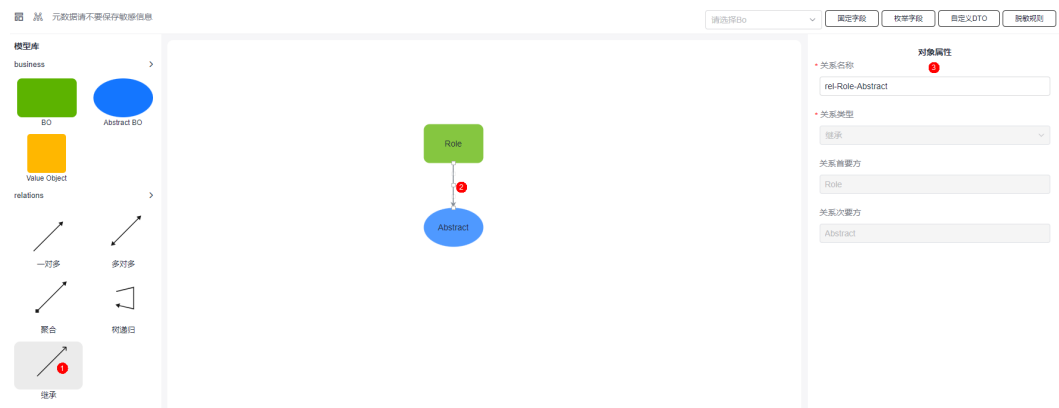 元数据请不要保存敏感信息
请选择Bo
固定字段
枚举字段
自定义DTO
脱敏规则
模型库
business
BO
Abstract BO
Value Object
relations
一对多
多对多
聚合
树递归
1
继承
Role
2
Abstract
对象属性
* 关系名称
3
rel-Role-Abstract
* 关系类型
继承
关系首要方
Role
关系次要方
Abstract